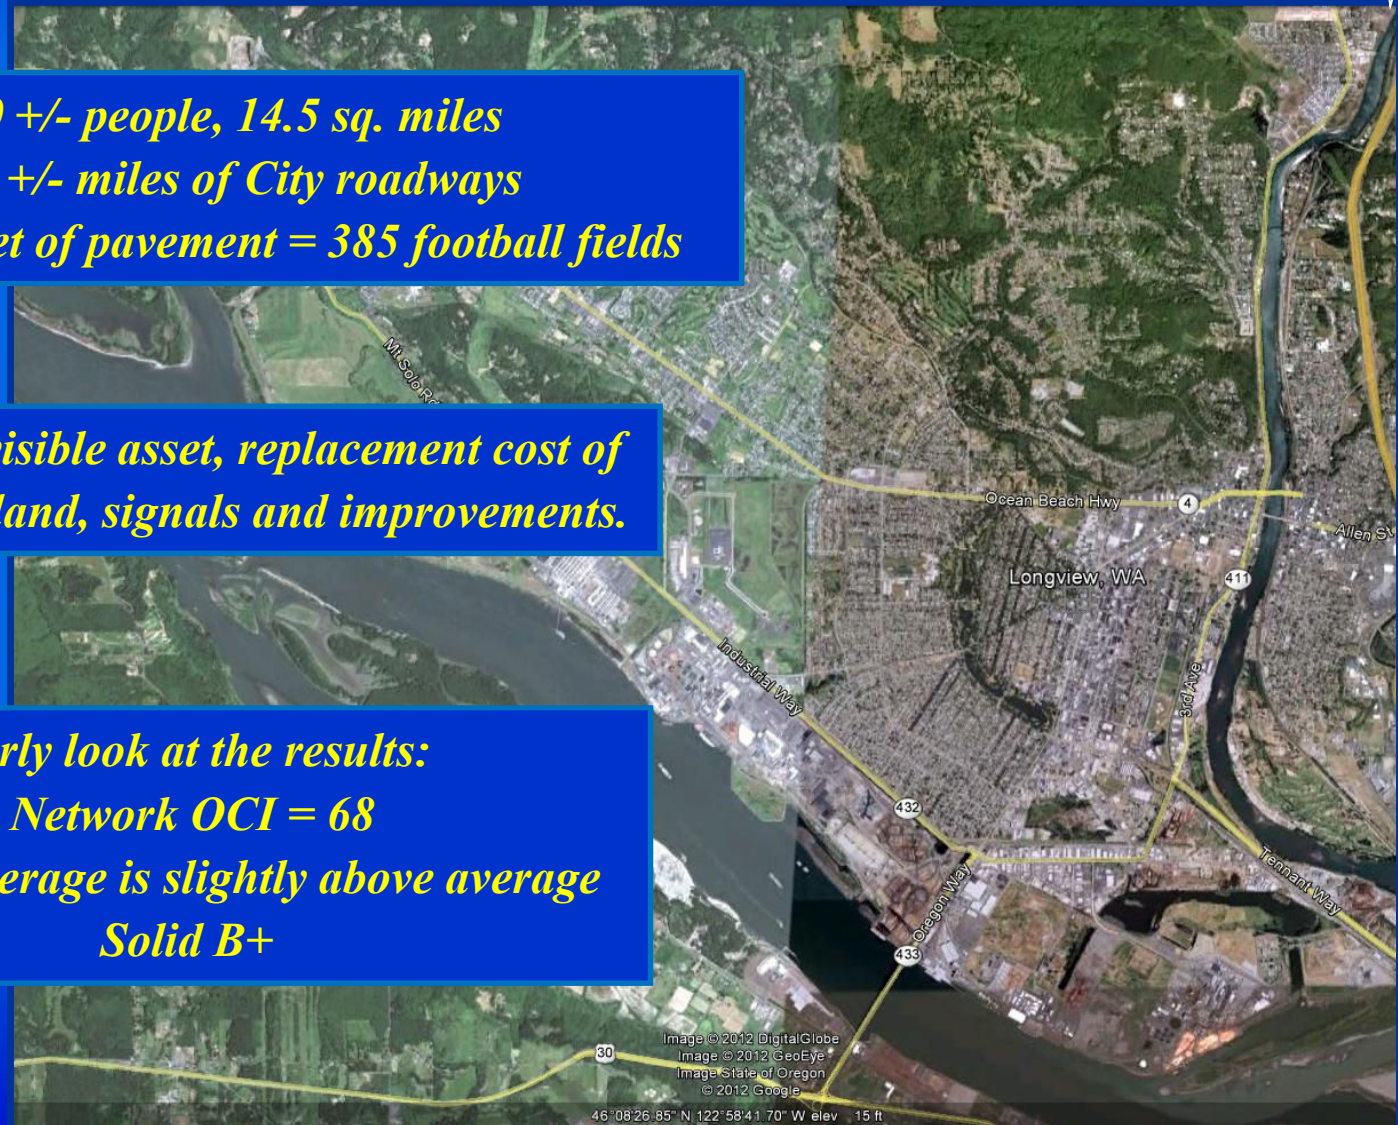 +/- people, 14.5 sq. miles
+/- miles of City roadways
of pavement = 385 football fields
Mt Solo Rd
asset, replacement cost of
land, signals and improvements.
Ocean Beach Hwy
4
Allen St
Longview, WA
411
Industrial Way
3rd Ave
look at the results:
Network OCI = 68
is slightly above average
Solid B+
432
Tennant Way
Oregon Way
433
30
Image © 2012 DigitalGlobe
Image © 2012 GeoEye
Image State of Oregon
© 2012 Google
46°08'26.85" N 122°58'41.70" W elev 15 ft